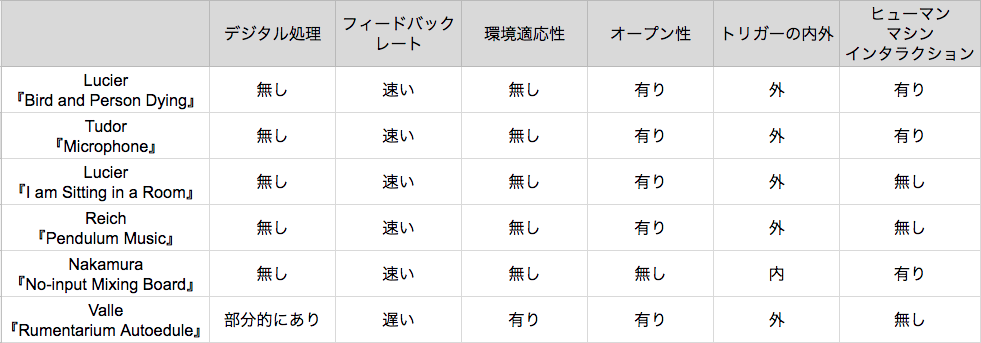 デジタル処理 フィードバック レート 環境適応性 オープン性 トリガーの内外 ヒューマン マシン インタラクション
Lucier
『Bird and Person Dying』 無し 速い 無し 有り 外 有り
Tudor
『Microphone』 無し 速い 無し 有り 外 有り
Lucier
『I am Sitting in a Room』 無し 速い 無し 有り 外 無し
Reich
『Pendulum Music』 無し 速い 無し 有り 外 無し
Nakamura
『No-input Mixing Board』 無し 速い 無し 無し 内 有り
Valle
『Rumentarium Autoedule』 部分的にあり 遅い 有り 有り 外 無し